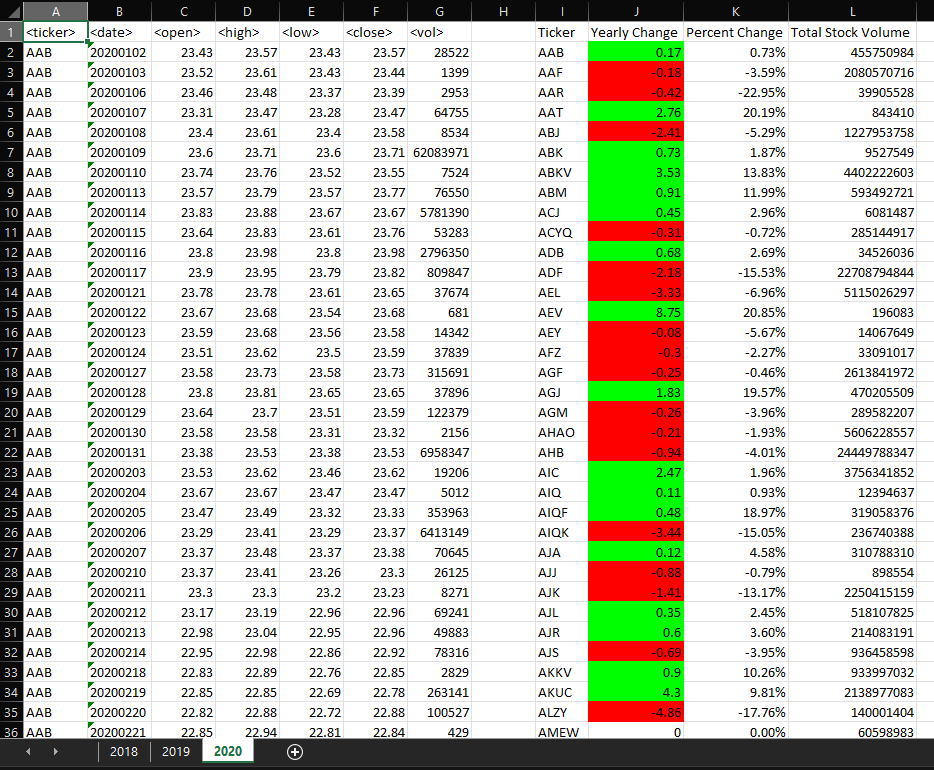 A B C D E F G H I J K L
1 <ticker> <date> <open> <high> <low> <close> <vol> Ticker Yearly Change Percent Change Total Stock Volume
2 AAB 20200102 23.43 23.57 23.43 23.57 28522 AAB 0.17 0.73% 455750984
3 AAB 20200103 23.52 23.61 23.43 23.44 1399 AAF -0.18 -3.59% 2080570716
4 AAB 20200106 23.46 23.48 23.37 23.39 2953 AAR -0.42 -22.95% 39905528
5 AAB 20200107 23.31 23.47 23.28 23.47 64755 AAT 2.76 20.19% 843410
6 AAB 20200108 23.4 23.61 23.4 23.58 8534 ABJ -2.41 -5.29% 1227953758
7 AAB 20200109 23.6 23.71 23.6 23.71 62083971 ABK 0.73 1.87% 9527549
8 AAB 20200110 23.74 23.76 23.52 23.55 7524 ABKV 3.53 13.83% 4402222603
9 AAB 20200113 23.57 23.79 23.57 23.77 76550 ABM 0.91 11.99% 593492721
10 AAB 20200114 23.83 23.88 23.67 23.67 5781390 ACJ 0.45 2.96% 6081487
11 AAB 20200115 23.64 23.83 23.61 23.76 53283 ACYQ -0.31 -0.72% 285144917
12 AAB 20200116 23.8 23.98 23.8 23.98 2796350 ADB 0.68 2.69% 34526036
13 AAB 20200117 23.9 23.95 23.79 23.82 809847 ADF -2.18 -15.53% 22708794844
14 AAB 20200121 23.78 23.78 23.61 23.65 37674 AEL -3.33 -6.96% 5115026297
15 AAB 20200122 23.67 23.68 23.54 23.68 681 AEV 8.75 20.85% 196083
16 AAB 20200123 23.59 23.68 23.56 23.58 14342 AEY -0.08 -5.67% 14067649
17 AAB 20200124 23.51 23.62 23.5 23.59 37839 AFZ -0.3 -2.27% 33091017
18 AAB 20200127 23.58 23.73 23.58 23.73 315691 AGF -0.25 -0.46% 2613841972
19 AAB 20200128 23.8 23.81 23.65 23.65 37896 AGJ 1.83 19.57% 470205509
20 AAB 20200129 23.64 23.7 23.51 23.59 122379 AGM -0.26 -3.96% 289582207
21 AAB 20200130 23.58 23.58 23.31 23.32 2156 AHAO -0.21 -1.93% 5606228557
22 AAB 20200131 23.38 23.53 23.38 23.53 6958347 AHB -0.94 -4.01% 24449788347
23 AAB 20200203 23.53 23.62 23.46 23.62 19206 AIC 2.47 1.96% 3756341852
24 AAB 20200204 23.67 23.67 23.47 23.47 5012 AIQ 0.11 0.93% 12394637
25 AAB 20200205 23.47 23.49 23.32 23.33 353963 AIQF 0.48 18.97% 319058376
26 AAB 20200206 23.29 23.41 23.29 23.37 6413149 AIQK -3.44 -15.05% 236740388
27 AAB 20200207 23.37 23.48 23.37 23.38 70645 AJA 0.12 4.58% 310788310
28 AAB 20200210 23.37 23.41 23.26 23.3 26125 AJJ -0.88 -0.79% 898554
29 AAB 20200211 23.3 23.3 23.2 23.23 8271 AJK -1.41 -13.17% 2250415159
30 AAB 20200212 23.17 23.19 22.96 22.96 69241 AJL 0.35 2.45% 518107825
31 AAB 20200213 22.98 23.04 22.95 22.96 49883 AJR 0.6 3.60% 214083191
32 AAB 20200214 22.95 22.98 22.86 22.92 78316 AJS -0.69 -3.95% 936458598
33 AAB 20200218 22.83 22.89 22.76 22.85 2829 AKKV 0.9 10.26% 933997032
34 AAB 20200219 22.85 22.85 22.69 22.78 263141 AKUC 4.3 9.81% 2138977083
35 AAB 20200220 22.82 22.88 22.72 22.88 100527 ALZY -4.86 -17.76% 140001404
36 AAB 20200221 22.85 22.94 22.81 22.84 429 AMEW 0 0.00% 60598983
2018 2019 2020